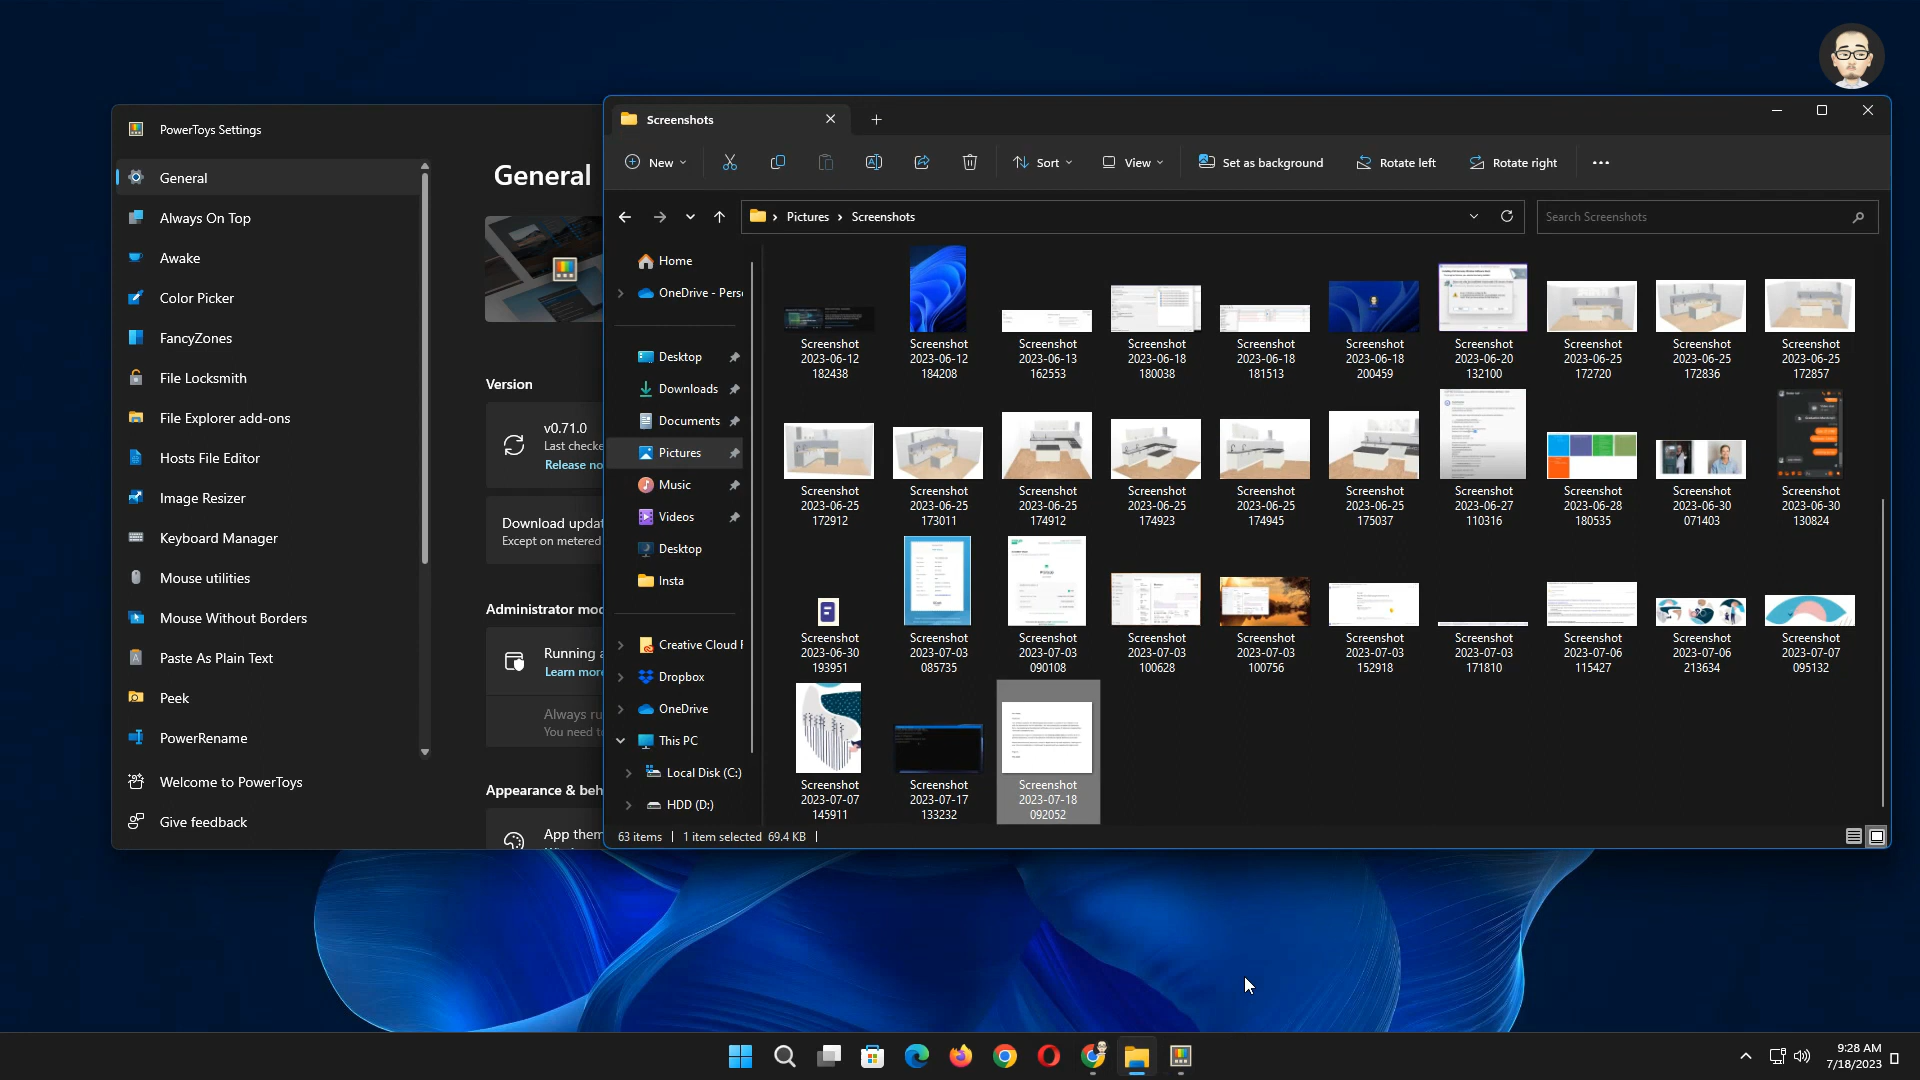 PowerToys Settings
General
Always On Top
Awake
Color Picker
FancyZones
File Locksmith
File Explorer add-ons
Hosts File Editor
Image Resizer
Keyboard Manager
Mouse utilities
Mouse Without Borders
Paste As Plain Text
Peek
PowerRename
Welcome to PowerToys
Give feedback
General
Version
v0.71.0
Last checke
Release no
Download upda
Except on metered
Administrator mo
Running a
Learn more
Always ru
You need t
Appearance & beh
App them
Screenshots
New
Sort
View
Set as background
Rotate left
Rotate right
Pictures
Screenshots
Search Screenshots
Home
OneDrive - Pers
Desktop
Downloads
Documents
Pictures
Music
Videos
Desktop
Insta
Creative Cloud F
Dropbox
OneDrive
This PC
Local Disk (C:)
HDD (D:)
Screenshot
2023-06-12
182438
Screenshot
2023-06-12
184208
Screenshot
2023-06-13
162553
Screenshot
2023-06-18
180038
Screenshot
2023-06-18
181513
Screenshot
2023-06-18
200459
Screenshot
2023-06-20
132100
Screenshot
2023-06-25
172720
Screenshot
2023-06-25
172836
Screenshot
2023-06-25
172857
Screenshot
2023-06-25
172912
Screenshot
2023-06-25
173011
Screenshot
2023-06-25
174912
Screenshot
2023-06-25
174923
Screenshot
2023-06-25
174945
Screenshot
2023-06-25
175037
Screenshot
2023-06-27
110316
Screenshot
2023-06-28
180535
Screenshot
2023-06-30
071403
Screenshot
2023-06-30
130824
Screenshot
2023-06-30
193951
Screenshot
2023-07-03
085735
Screenshot
2023-07-03
090108
Screenshot
2023-07-03
100628
Screenshot
2023-07-03
100756
Screenshot
2023-07-03
152918
Screenshot
2023-07-03
171810
Screenshot
2023-07-06
115427
Screenshot
2023-07-06
213634
Screenshot
2023-07-07
095132
Screenshot
2023-07-07
145911
Screenshot
2023-07-17
133232
Screenshot
2023-07-18
092052
63 items
1 item selected 69.4 KB
9:28 AM
7/18/2023